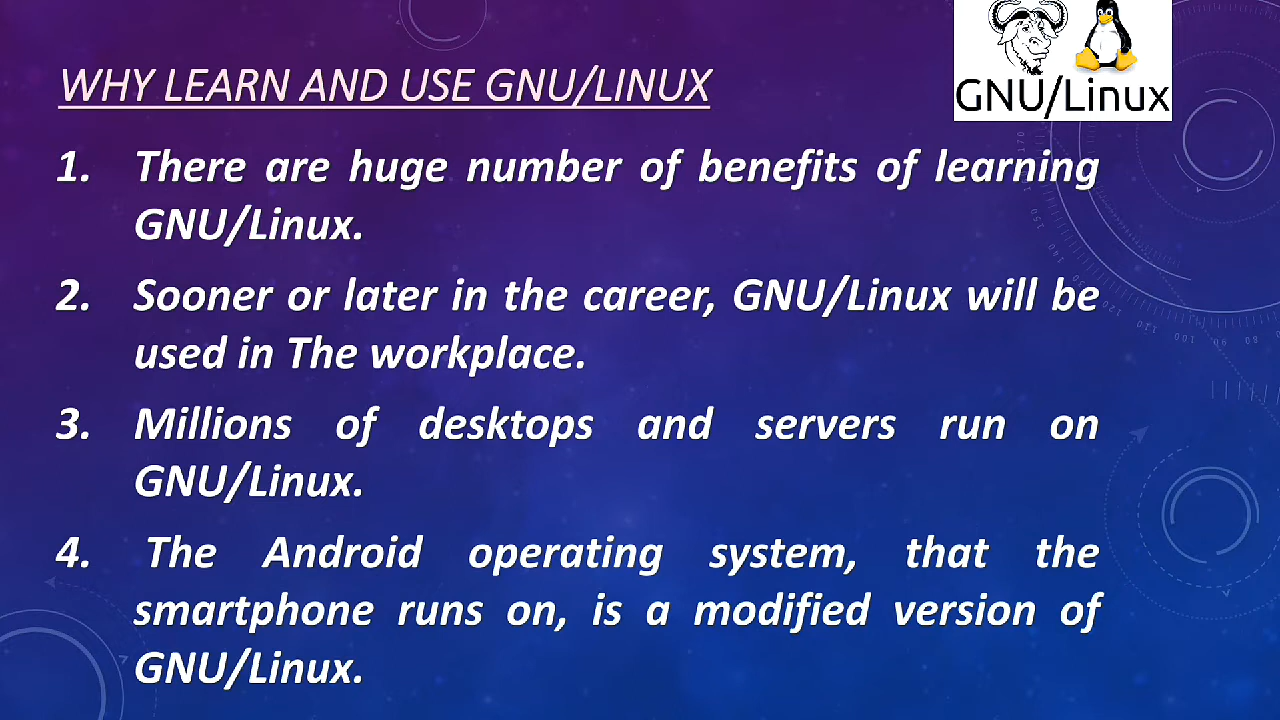 GNU/Linux
WHY LEARN AND USE GNU/LINUX
1. There are huge number of benefits of learning
GNU/Linux.
2. Sooner or later in the career, GNU/Linux will be
used in The workplace.
3. Millions of desktops and servers run on
GNU/Linux.
4. The Android operating system, that the
smartphone runs on, is a modified version of
GNU/Linux.